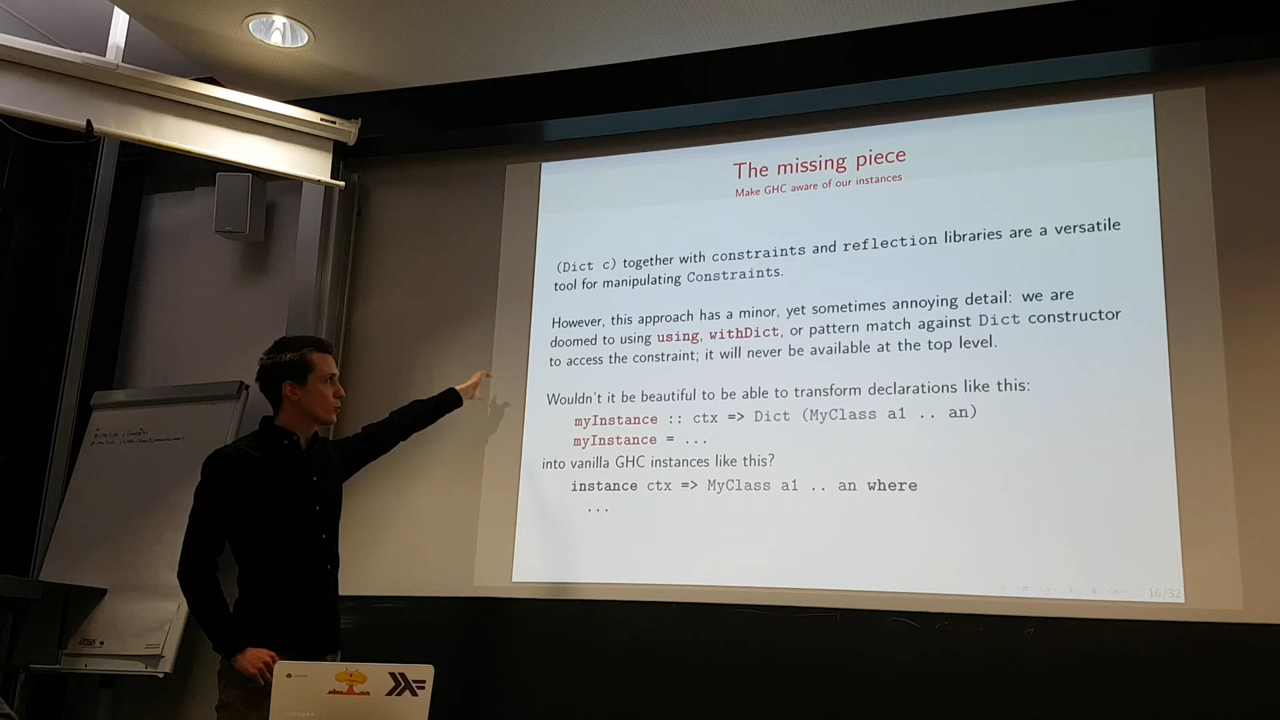 The missing piece
Make GHC aware of our instances
(Dict c) together with constraints and reflection libraries are a versatile
tool for manipulating Constraints.
However, this approach has a minor, yet sometimes annoying detail: we are
doomed to using using, withDict, or pattern match against Dict constructor
to access the constraint; it will never be available at the top level.
Wouldn't it be beautiful to be able to transform declarations like this:
myInstance :: ctx => Dict (MyClass a1 .. an)
myInstance = ...
into vanilla GHC instances like this?
instance ctx => MyClass a1 .. an where
...
16/32